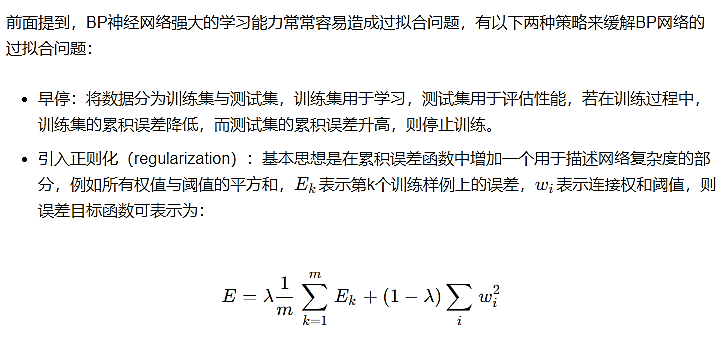 前面提到，BP神经网络强大的学习能力常常容易造成过拟合问题，有以下两种策略来缓解BP网络的
过拟合问题：
• 早停：将数据分为训练集与测试集，训练集用于学习，测试集用于评估性能，若在训练过程中，
训练集的累积误差降低，而测试集的累积误差升高，则停止训练。
• 引入正则化（regularization）：基本思想是在累积误差函数中增加一个用于描述网络复杂度的部
分，例如所有权值与阈值的平方和，E_k表示第k个训练样例上的误差，w_i表示连接权和阈值，则
误差目标函数可表示为：
E = λ \frac{1}{m} \sum_{k=1}^{m} E_k + (1 − λ) \sum_{i} w_i^2